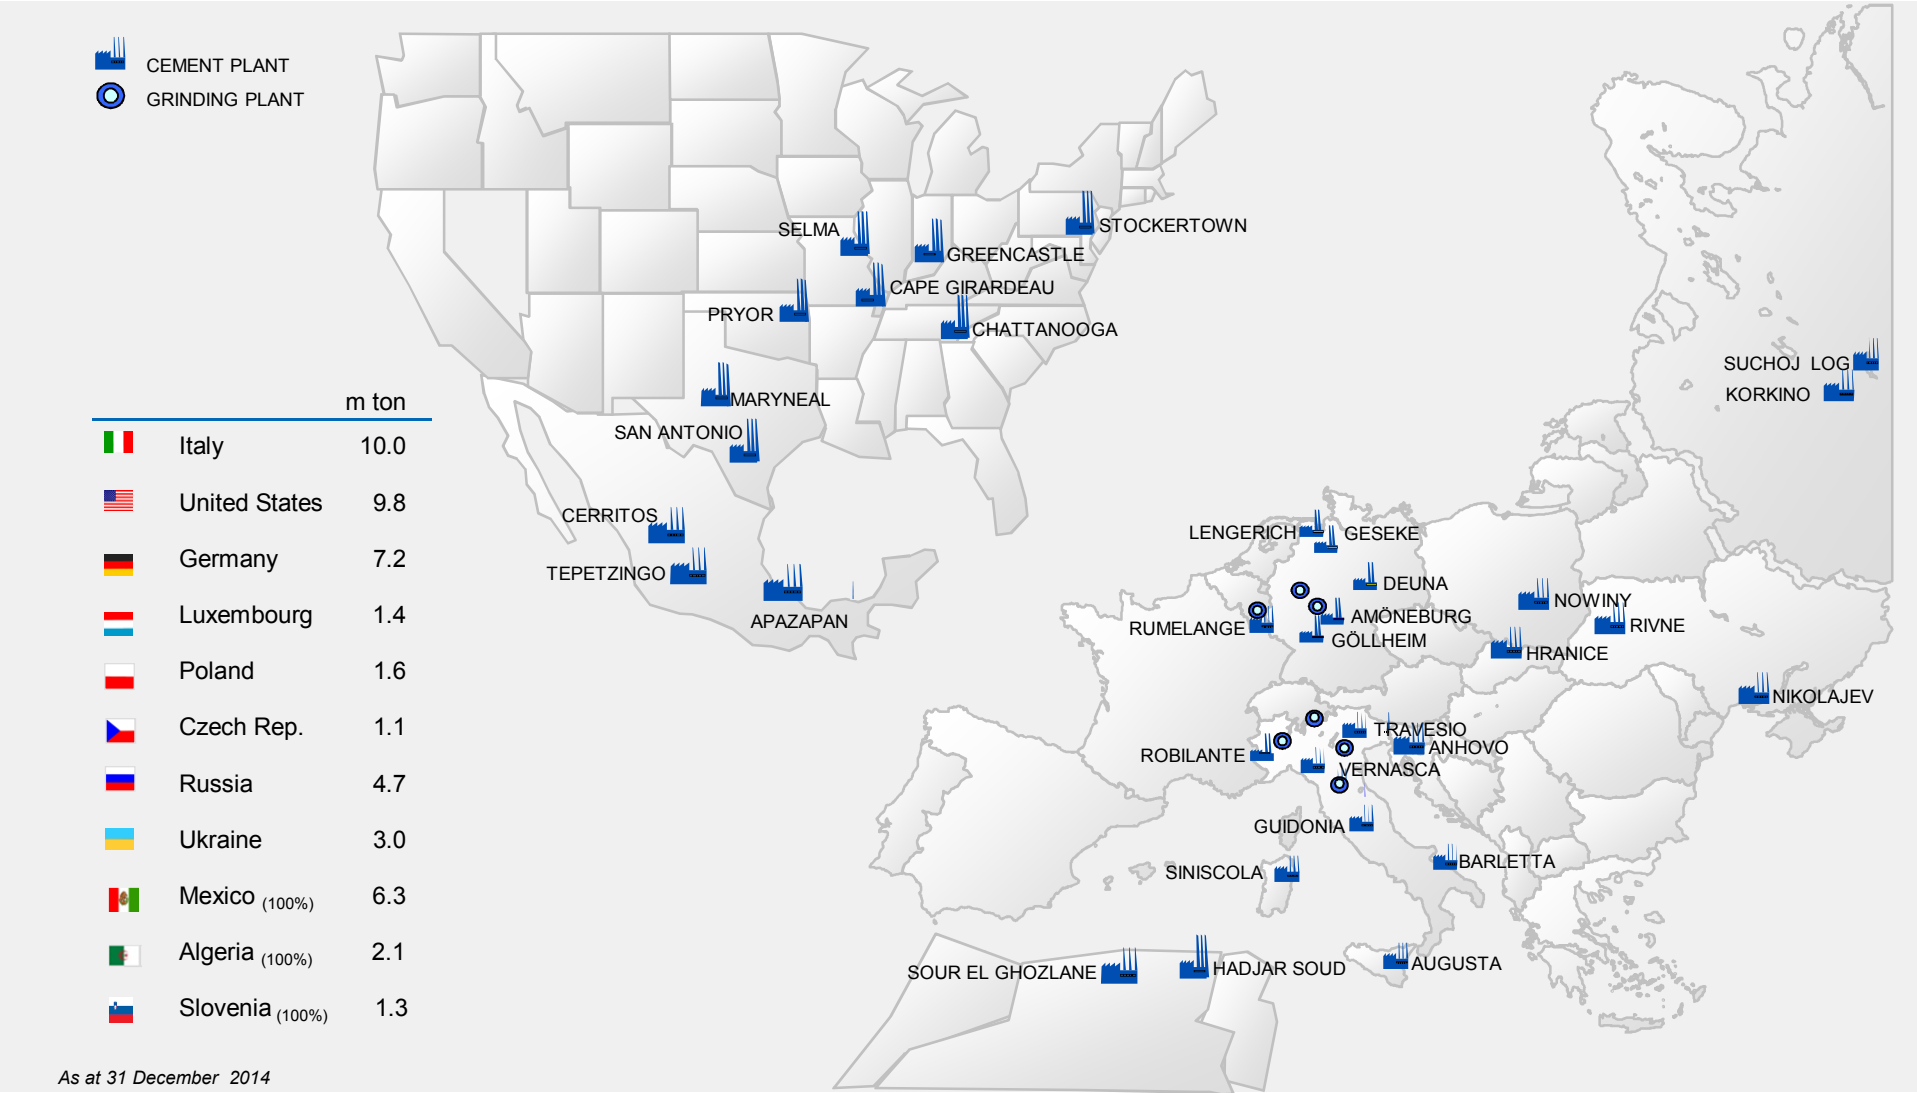 CEMENT PLANT
GRINDING PLANT
m ton
Italy 10.0
United States 9.8
Germany 7.2
Luxembourg 1.4
Poland 1.6
Czech Rep. 1.1
Russia 4.7
Ukraine 3.0
Mexico (100%) 6.3
Algeria (100%) 2.1
Slovenia (100%) 1.3
As at 31 December 2014
SELMA
STOCKERTOWN
GREENCASTLE
CAPE GIRARDEAU
PRYOR
CHATTANOOGA
MARYNEAL
SAN ANTONIO
CERRITOS
TEPETZINGO
APAZAPAN
SUCHOJ LOG
KORKINO
LENGERICH
GESEKE
DEUNA
NOWINY
AMÖNEBURG
RUMELANGE
RIVNE
GÖLLHEIM
HRANICE
NIKOLAJEV
TRAVESIO
ANHOVO
ROBILANTE
VERNASCA
GUIDONIA
BARLETTA
SINISCOLA
AUGUSTA
SOUR EL GHOZLANE
HADJAR SOUD